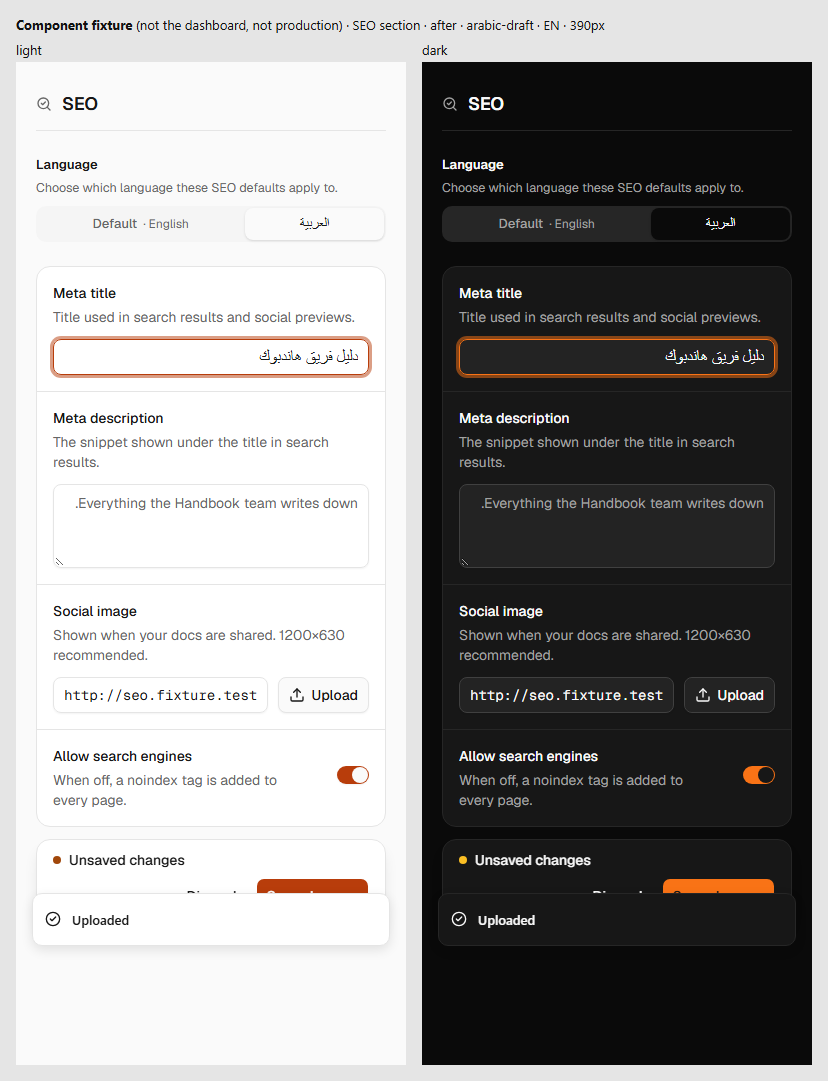 Component fixture (not the dashboard, not production) · SEO section · after · arabic-draft · EN · 390px
light
SEO
Language
Choose which language these SEO defaults apply to.
Default · English
العربية
Meta title
Title used in search results and social previews.
دليل فريق هاندبوك
Meta description
The snippet shown under the title in search
results.
.Everything the Handbook team writes down
Social image
Shown when your docs are shared. 1200×630
recommended.
http://seo.fixture.test
Upload
Allow search engines
When off, a noindex tag is added to
every page.
Unsaved changes
Uploaded
dark
SEO
Language
Choose which language these SEO defaults apply to.
Default · English
العربية
Meta title
Title used in search results and social previews.
دليل فريق هاندبوك
Meta description
The snippet shown under the title in search
results.
.Everything the Handbook team writes down
Social image
Shown when your docs are shared. 1200×630
recommended.
http://seo.fixture.test
Upload
Allow search engines
When off, a noindex tag is added to
every page.
Unsaved changes
Uploaded